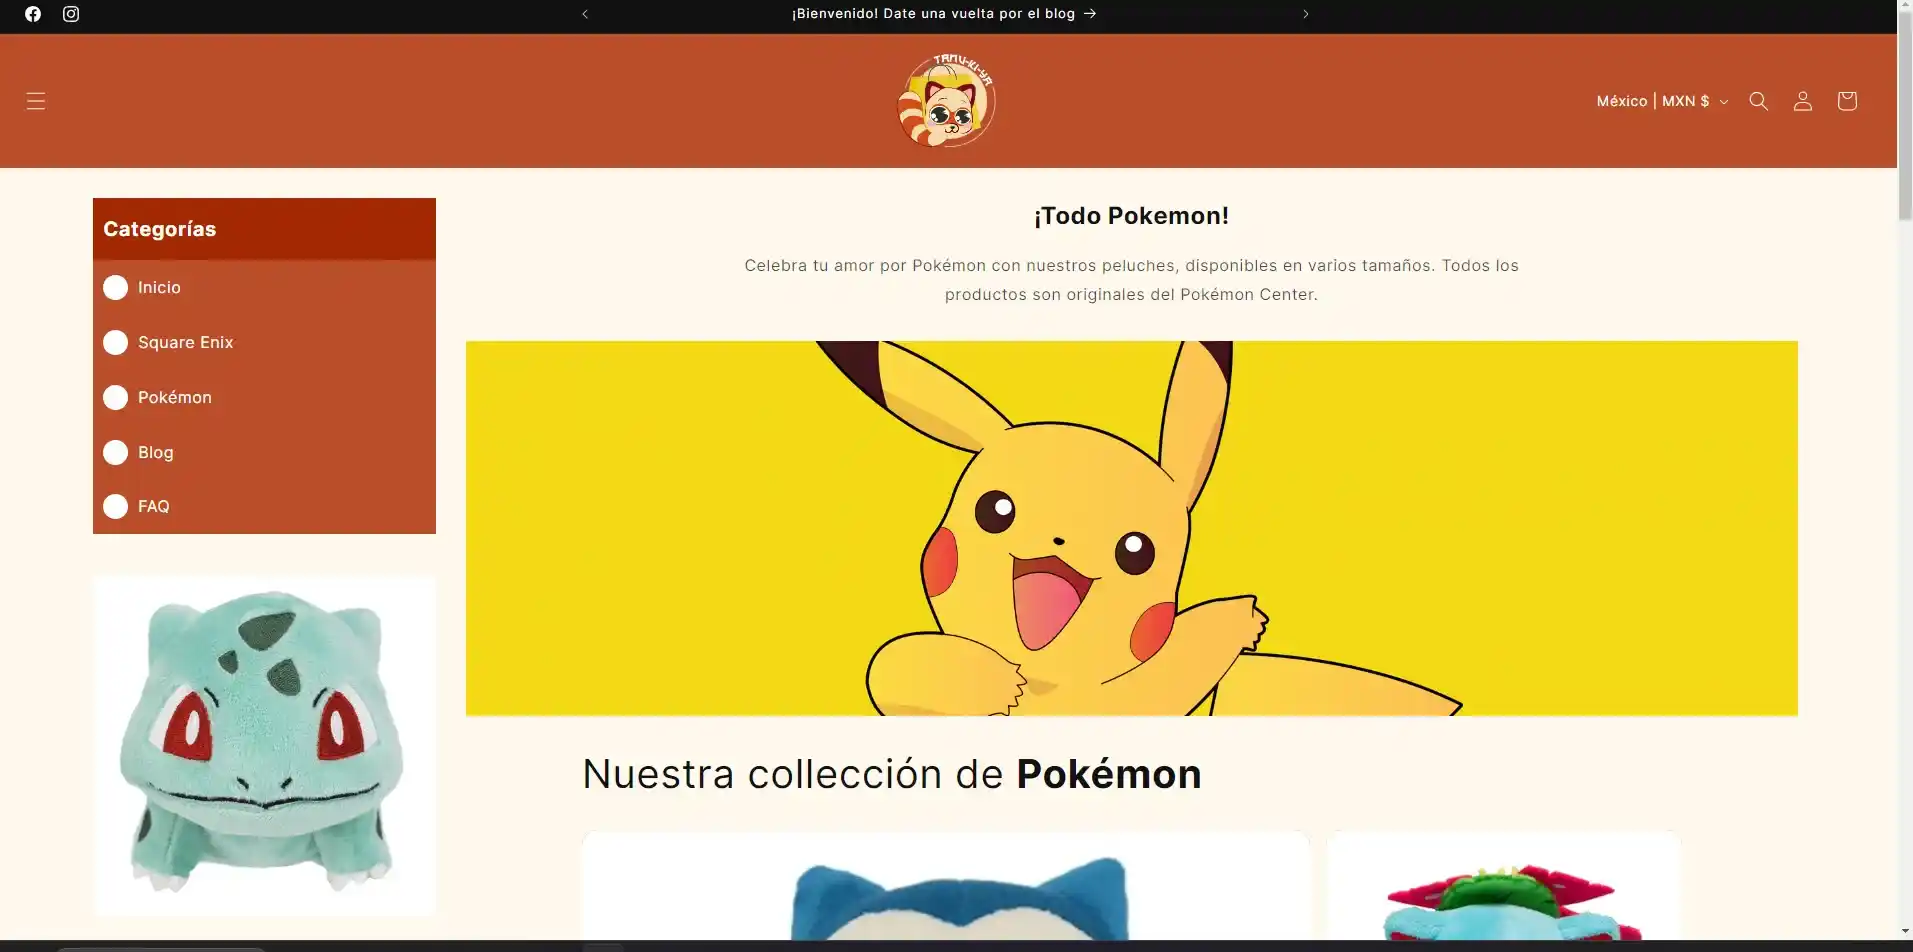 ¡Bienvenido! Date una vuelta por el blog →
TAMU-KI-YA
México | MXN $
Categorías
Inicio
Square Enix
Pokémon
Blog
FAQ
¡Todo Pokemon!
Celebra tu amor por Pokémon con nuestros peluches, disponibles en varios tamaños. Todos los
productos son originales del Pokémon Center.
Nuestra collección de Pokémon